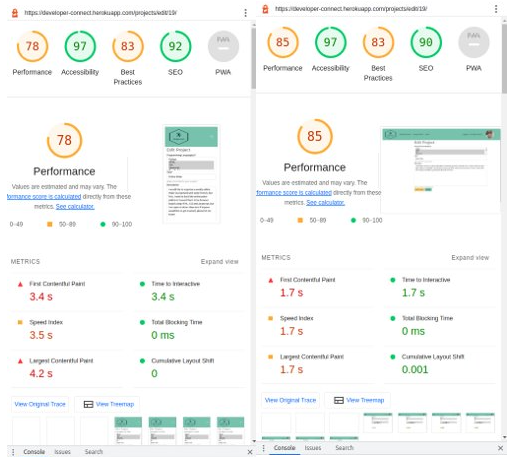 https://developer-connect.herokuapp.com/projects/edit/19/
78
97
83
92
PWA
Performance
Accessibility
Best
Practices
SEO
PWA
78
Performance
Values are estimated and may vary. The
formance score is calculated directly from these
metrics. See calculator.
0–49
50–89
90–100
Edit Project
METRICS
Expand view
First Contentful Paint
3.4 s
Time to Interactive
3.4 s
Speed Index
3.5 s
Total Blocking Time
0 ms
Largest Contentful Paint
4.2 s
Cumulative Layout Shift
0
View Original Trace
View Treemap
Console
Issues
Search
https://developer-connect.herokuapp.com/projects/edit/19/
85
97
83
90
PWA
Performance
Accessibility
Best
Practices
SEO
PWA
85
Performance
Values are estimated and may vary. The
formance score is calculated directly from these
metrics. See calculator.
0–49
50–89
90–100
Edit Project
METRICS
Expand view
First Contentful Paint
1.7 s
Time to Interactive
1.7 s
Speed Index
1.7 s
Total Blocking Time
0 ms
Largest Contentful Paint
1.7 s
Cumulative Layout Shift
0.001
View Original Trace
View Treemap
Console
Issues
Search